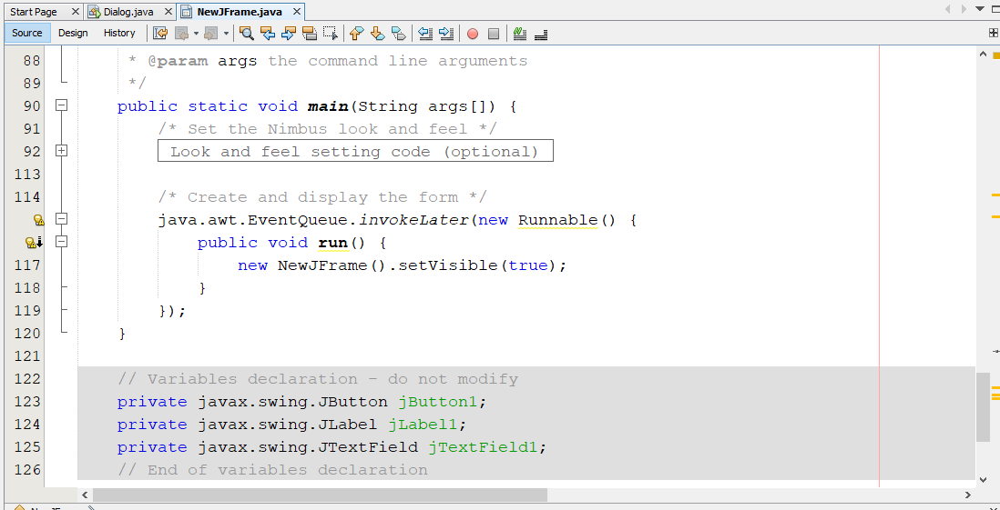 Start Page Dialog.java NewJFrame.java
Source Design History
88 * @param args the command line arguments
89 */
90 public static void main(String args[]) {
91 /* Set the Nimbus look and feel */
92 Look and feel setting code (optional)
113
114 /* Create and display the form */
java.awt.EventQueue.invokeLater(new Runnable() {
public void run() {
117 new NewJFrame().setVisible(true);
118 }
119 });
120 }
121
122 // Variables declaration - do not modify
123 private javax.swing.JButton jButton1;
124 private javax.swing.JLabel jLabel1;
125 private javax.swing.JTextField jTextField1;
126 // End of variables declaration